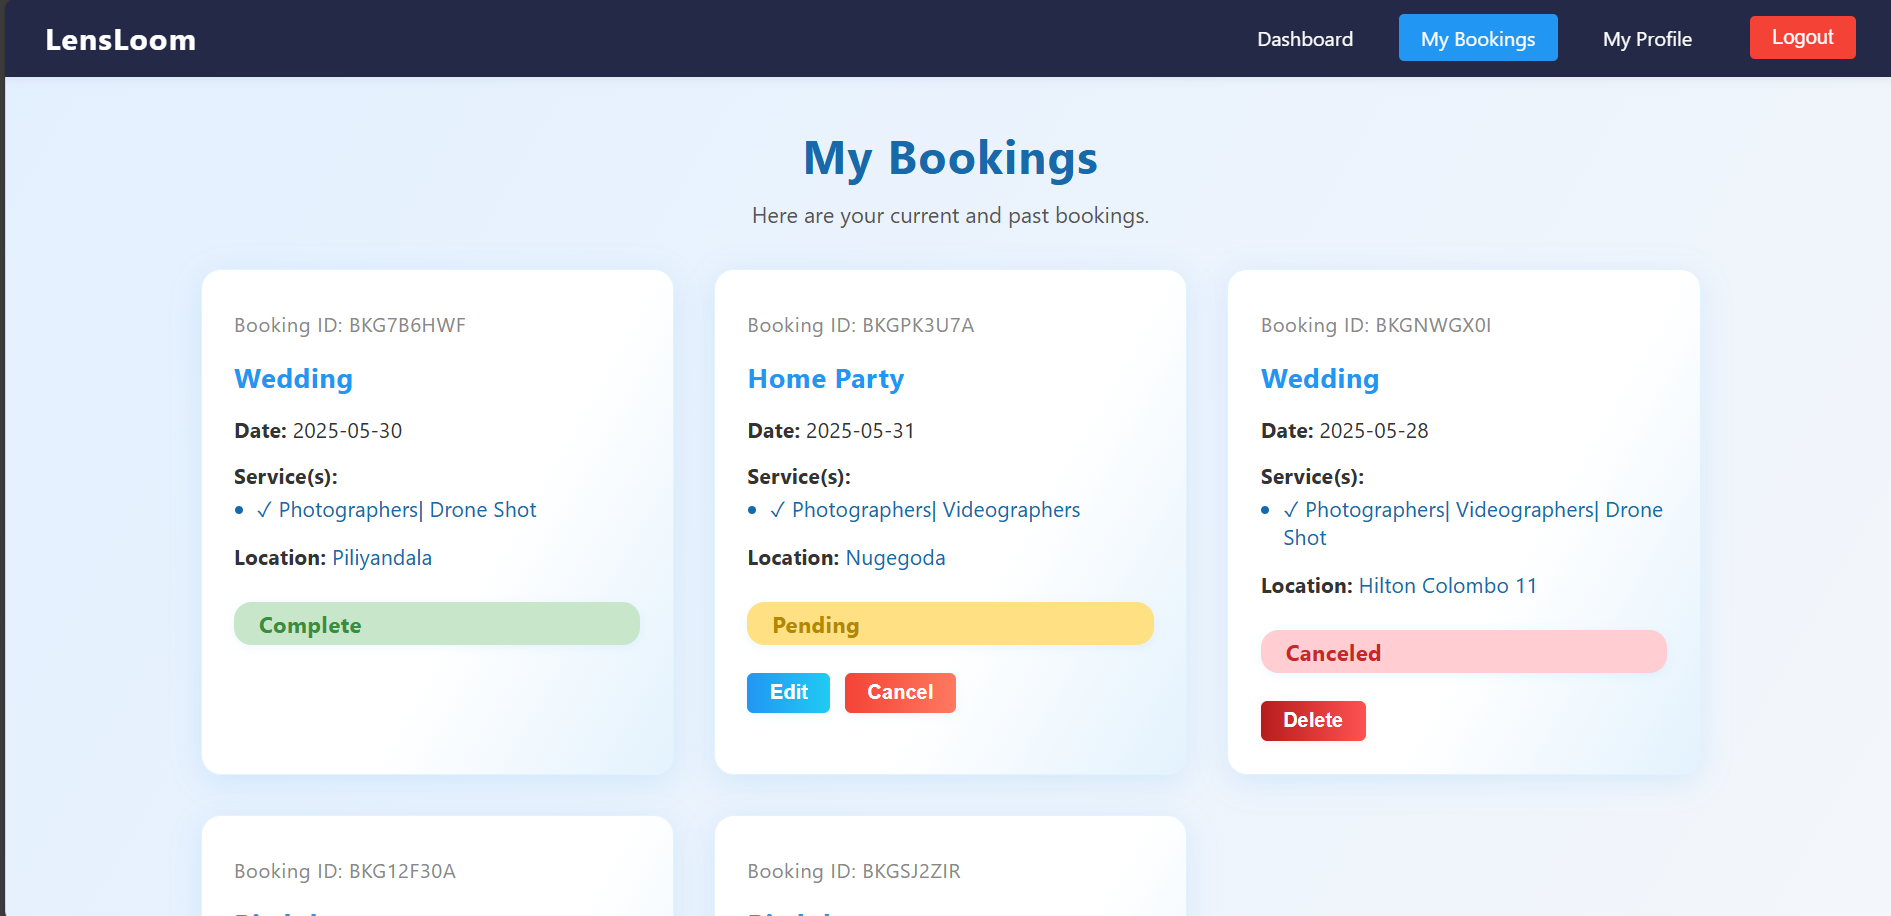 LensLoom
Dashboard
My Bookings
My Profile
Logout
My Bookings
Here are your current and past bookings.
Booking ID: BKG7B6HWF
Wedding
Date: 2025-05-30
Service(s):
✓ Photographers| Drone Shot
Location: Piliyandala
Complete
Booking ID: BKGPK3U7A
Home Party
Date: 2025-05-31
Service(s):
✓ Photographers| Videographers
Location: Nugegoda
Pending
Edit
Cancel
Booking ID: BKGNWGX0I
Wedding
Date: 2025-05-28
Service(s):
✓ Photographers| Videographers| Drone
Shot
Location: Hilton Colombo 11
Canceled
Delete
Booking ID: BKG12F30A
Booking ID: BKGSJ2ZIR